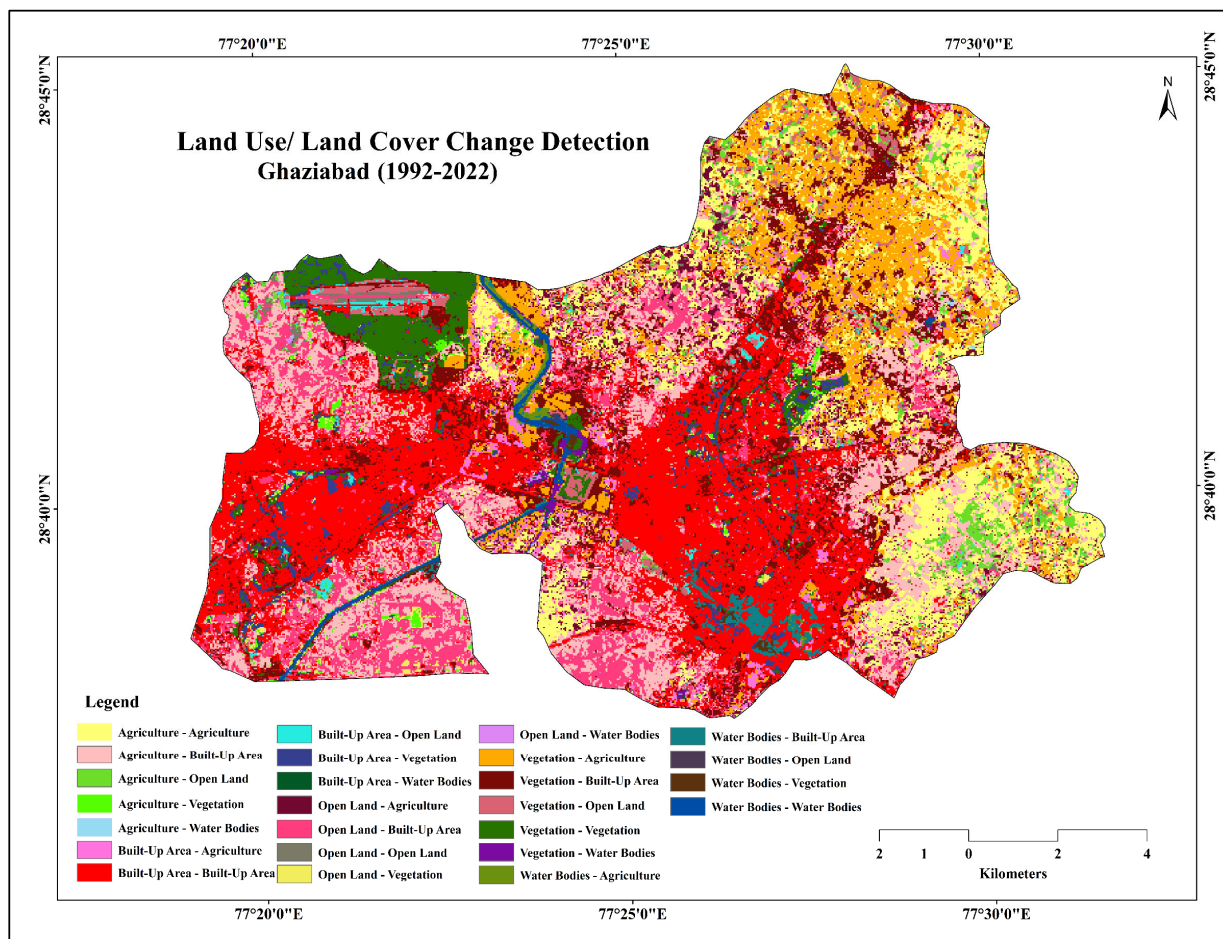 77°20'0"E 77°25'0"E 77°30'0"E
28°45'0"N 28°45'0"N
N
Land Use/ Land Cover Change Detection
Ghaziabad (1992-2022)
28°40'0"N 28°40'0"N
Legend
Agriculture - Agriculture
Agriculture - Built-Up Area
Agriculture - Open Land
Agriculture - Vegetation
Agriculture - Water Bodies
Built-Up Area - Agriculture
Built-Up Area - Built-Up Area
Built-Up Area - Open Land
Built-Up Area - Vegetation
Built-Up Area - Water Bodies
Open Land - Agriculture
Open Land - Built-Up Area
Open Land - Open Land
Open Land - Vegetation
Open Land - Water Bodies
Vegetation - Agriculture
Vegetation - Built-Up Area
Vegetation - Open Land
Vegetation - Vegetation
Vegetation - Water Bodies
Water Bodies - Agriculture
Water Bodies - Built-Up Area
Water Bodies - Open Land
Water Bodies - Vegetation
Water Bodies - Water Bodies
2 1 0 2 4
Kilometers
77°20'0"E 77°25'0"E 77°30'0"E